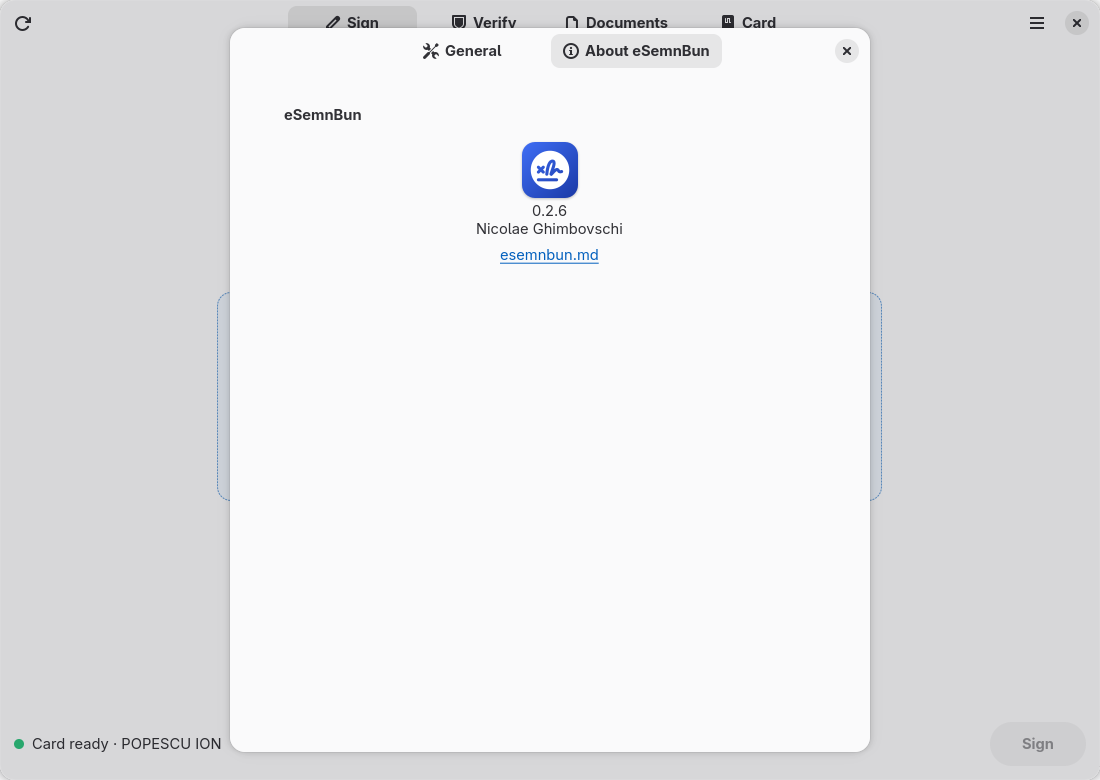 Sign
Verify
Documents
Card
General
About eSemnBun
eSemnBun
0.2.6
Nicolae Ghimbovschi
esemnbun.md
Card ready · POPESCU ION
Sign